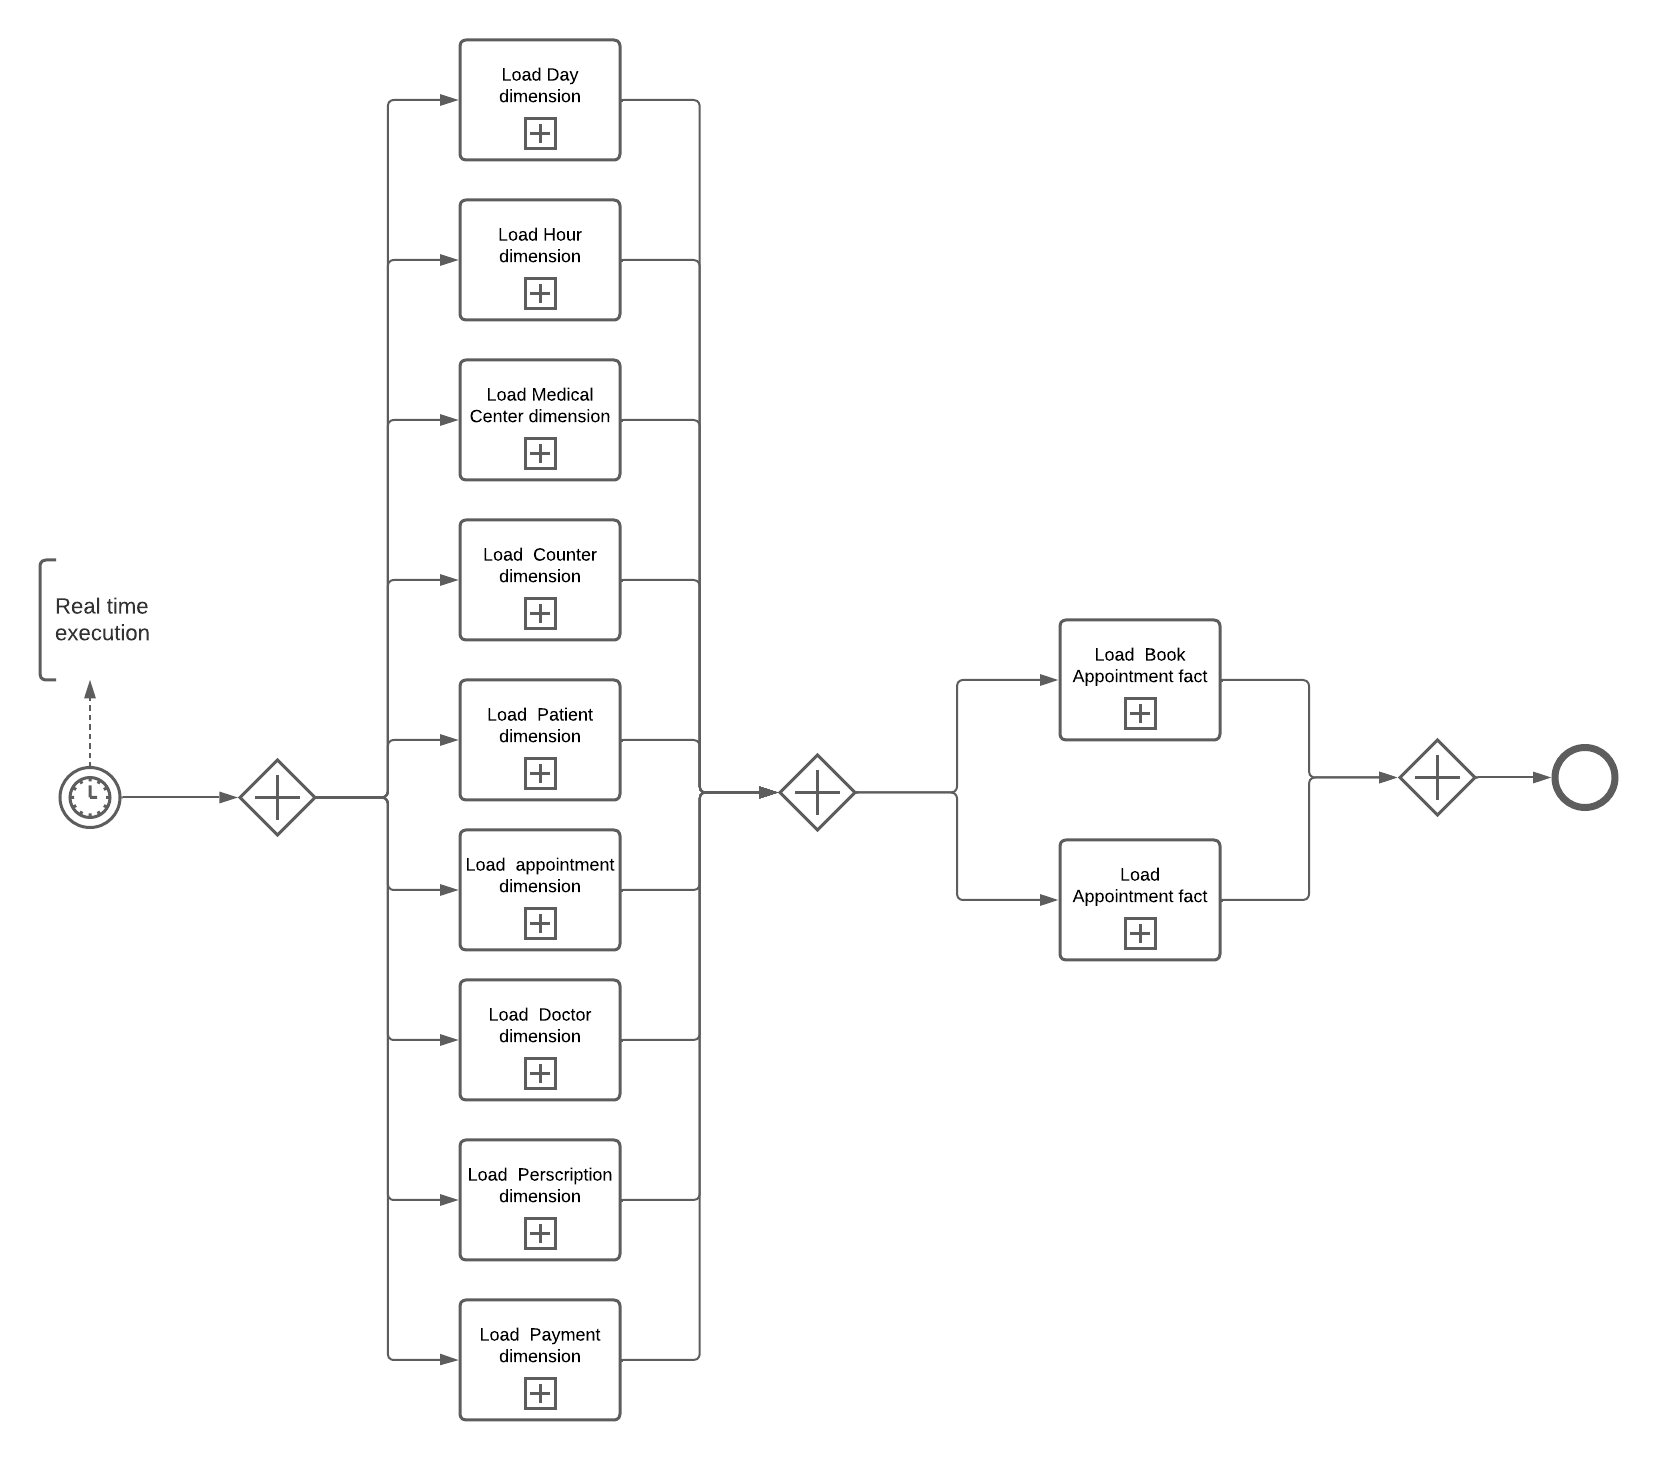 Load Day
dimension
Load Hour
dimension
Load Medical
Center dimension
Load  Counter
dimension
Real time
execution
Load  Patient
dimension
Load  appointment
dimension
Load  Doctor
dimension
Load  Perscription
dimension
Load  Payment
dimension
Load  Book
Appointment fact
Load
Appointment fact